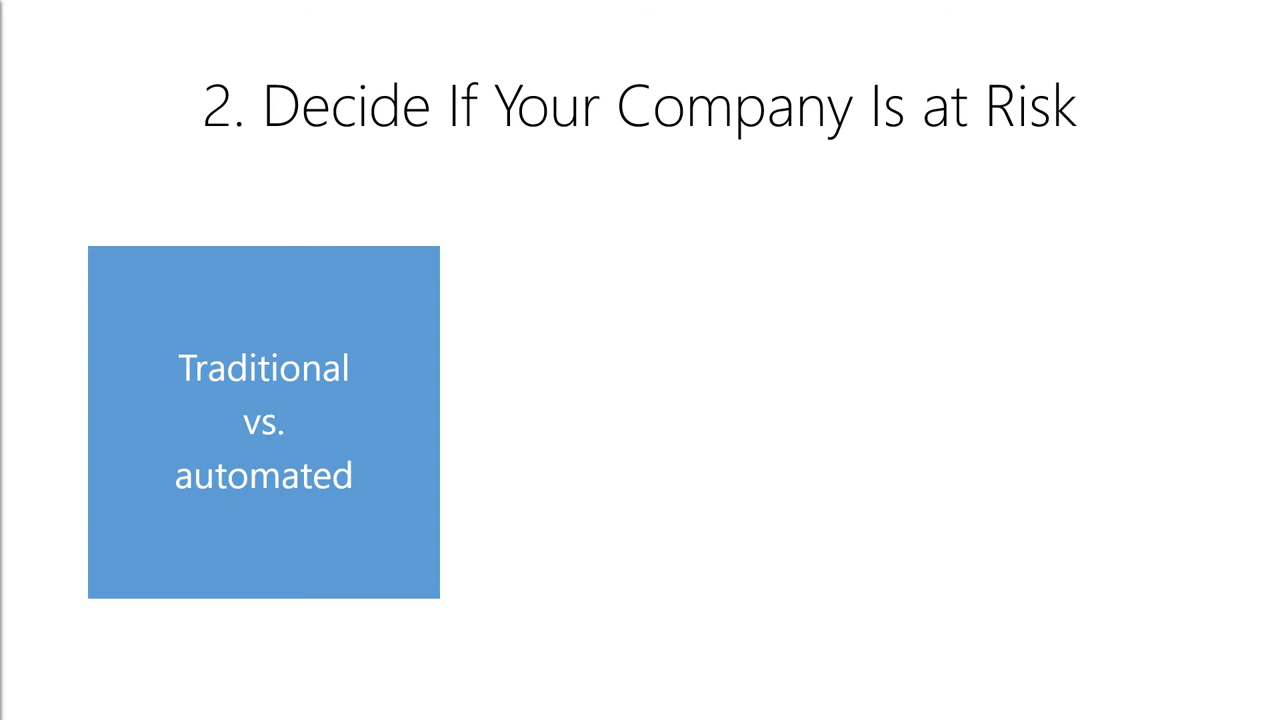 2. Decide If Your Company Is at Risk
Traditional
vs.
automated